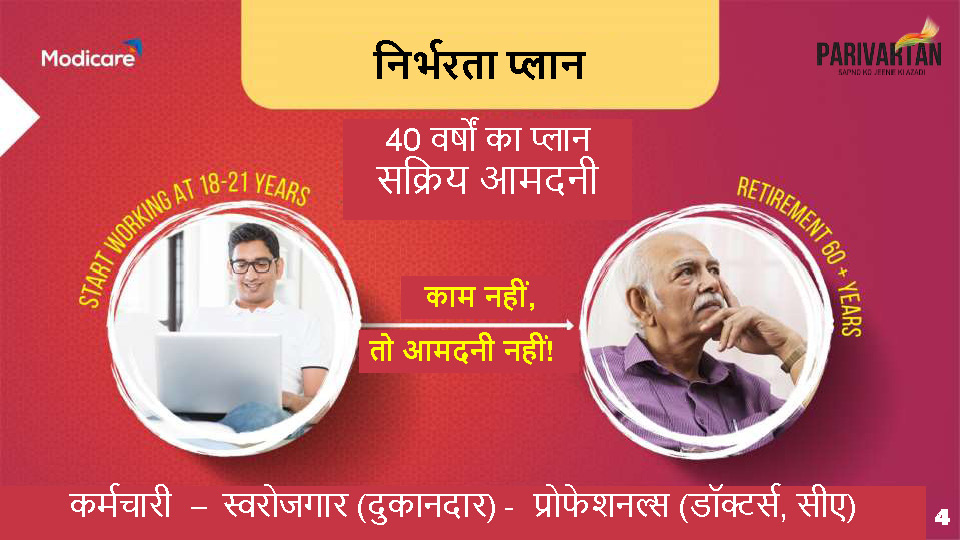 Modicare
निर्भरता प्लान
PARIVARTAN
SAPNO KO JEENE KI AZADI
40 वर्षों का प्लान
सक्रिय आमदनी
START WORKING AT 18-21 YEARS
RETIREMENT 60 + YEARS
काम नहीं,
तो आमदनी नहीं!
कर्मचारी – स्वरोजगार (दुकानदार) - प्रोफेशनल्स (डॉक्टर्स, सीए)
4